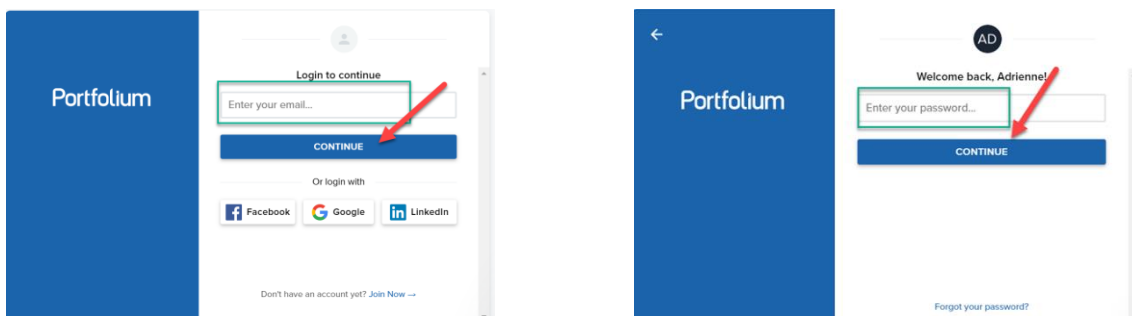 Portfolium
Login to continue
Enter your email...
CONTINUE
Or login with
Facebook
Google
in LinkedIn
Don't have an account yet? Join Now →
AD
Welcome back, Adrienne!
Portfolium
Enter your password...
CONTINUE
Forgot your password?